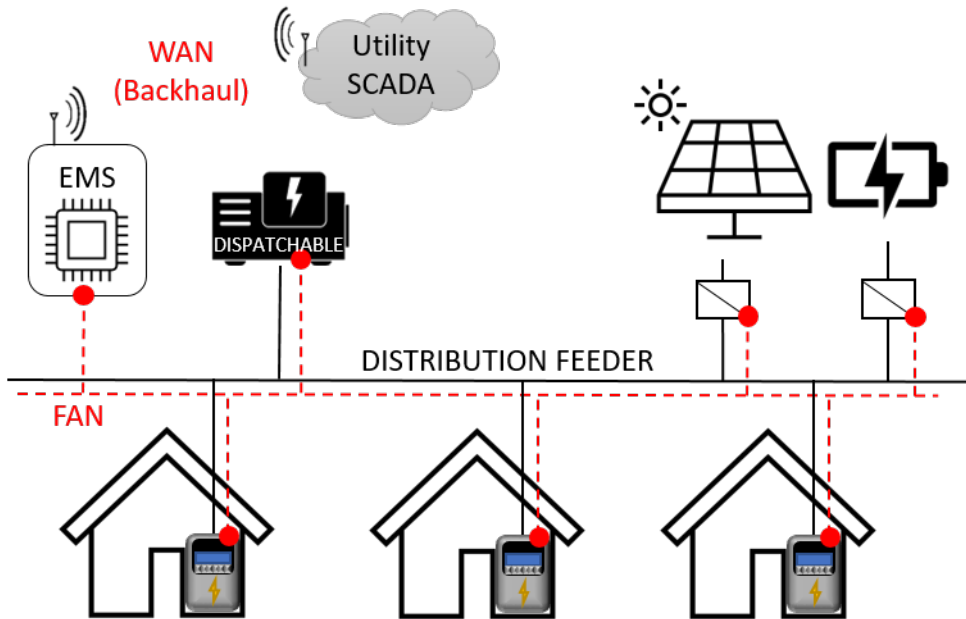 WAN
(Backhaul)
Utility
SCADA
EMS
DISPATCHABLE
DISTRIBUTION FEEDER
FAN